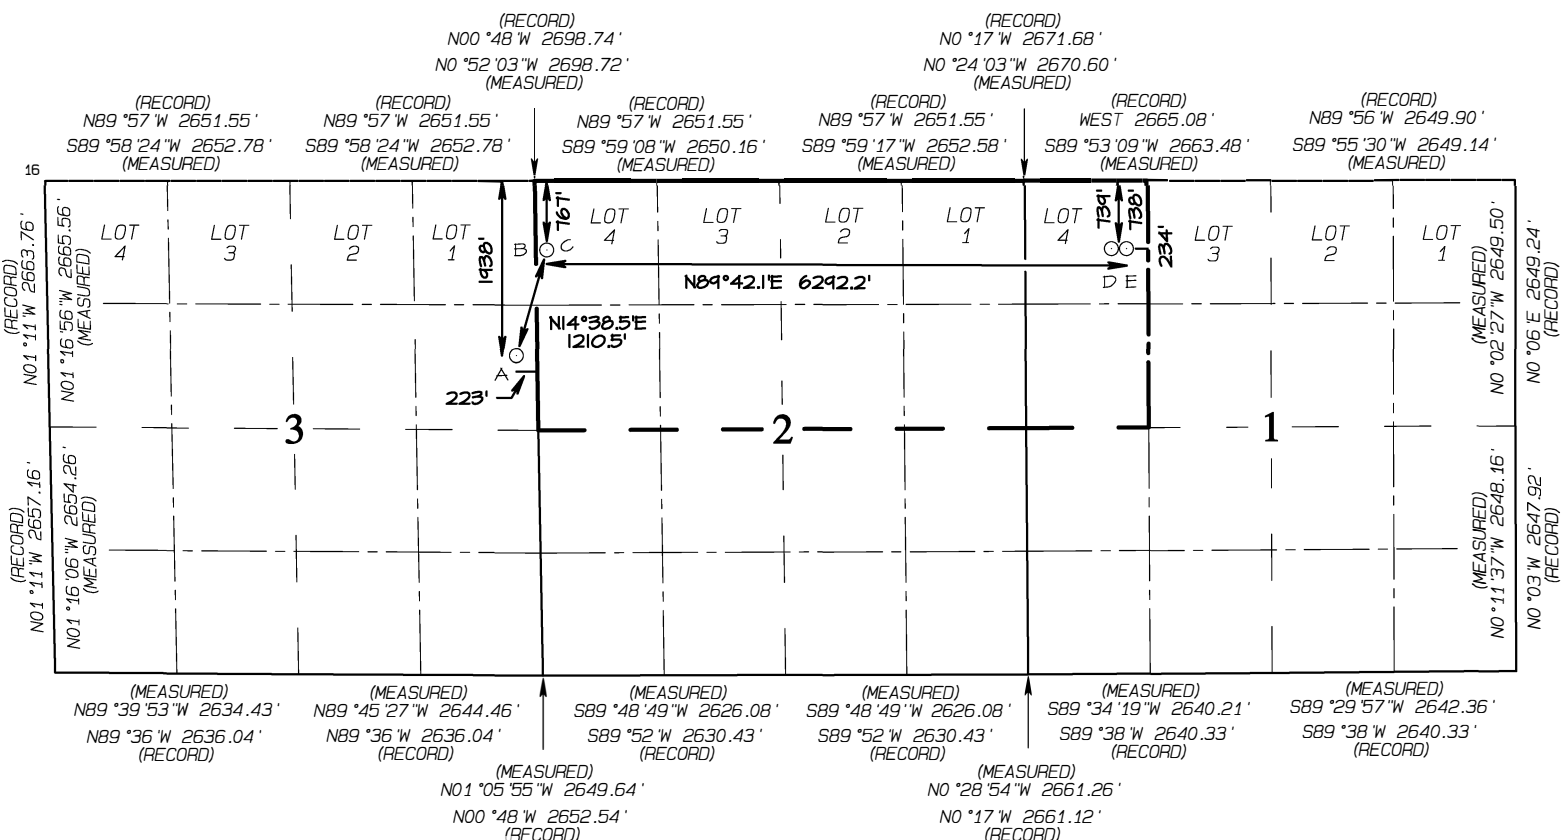 (RECORD)
N00°48'W 2698.74'
N0°52'03"W 2698.72'
(MEASURED)
(RECORD)
N0°17'W 2671.68'
N0°24'03"W 2670.60'
(MEASURED)
(RECORD)
N89°57'W 2651.55'
S89°58'24"W 2652.78'
(MEASURED)
(RECORD)
N89°57'W 2651.55'
S89°58'24"W 2652.78'
(MEASURED)
(RECORD)
N89°57'W 2651.55'
S89°59'08"W 2650.16'
(MEASURED)
(RECORD)
N89°57'W 2651.55'
S89°59'17"W 2652.58'
(MEASURED)
(RECORD)
WEST 2665.08'
S89°53'09"W 2663.48'
(MEASURED)
(RECORD)
N89°56'W 2649.90'
S89°55'30"W 2649.14'
(MEASURED)
16
(RECORD)
N01°11'W 2663.76'
N01°16'56"W 2665.56'
(MEASURED)
LOT
4
LOT
3
LOT
2
LOT
1
1938'
B
C
767'
LOT
4
LOT
3
LOT
2
LOT
1
LOT
4
739'
738'
234'
D E
LOT
3
LOT
2
LOT
1
(MEASURED)
N0°02'27"W 2649.50'
N0°06'E 2649.24'
(RECORD)
N89°42.1'E 6292.2'
N14°38.5'E
1210.5'
A
223'
3
2
1
(RECORD)
N01°11'W 2657.16'
N01°16'06"W 2654.26'
(MEASURED)
(MEASURED)
N0°11'37"W 2648.16'
N0°03'W 2647.92'
(RECORD)
(MEASURED)
N89°39'53"W 2634.43'
N89°36'W 2636.04'
(RECORD)
(MEASURED)
N89°45'27"W 2644.46'
N89°36'W 2636.04'
(RECORD)
(MEASURED)
S89°48'49"W 2626.08'
S89°52'W 2630.43'
(RECORD)
(MEASURED)
S89°48'49"W 2626.08'
S89°52'W 2630.43'
(RECORD)
(MEASURED)
S89°34'19"W 2640.21'
S89°38'W 2640.33'
(RECORD)
(MEASURED)
S89°29'57"W 2642.36'
S89°38'W 2640.33'
(RECORD)
(MEASURED)
N01°05'55"W 2649.64'
N00°48'W 2652.54'
(RECORD)
(MEASURED)
N0°28'54"W 2661.26'
N0°17'W 2661.12'
(RECORD)